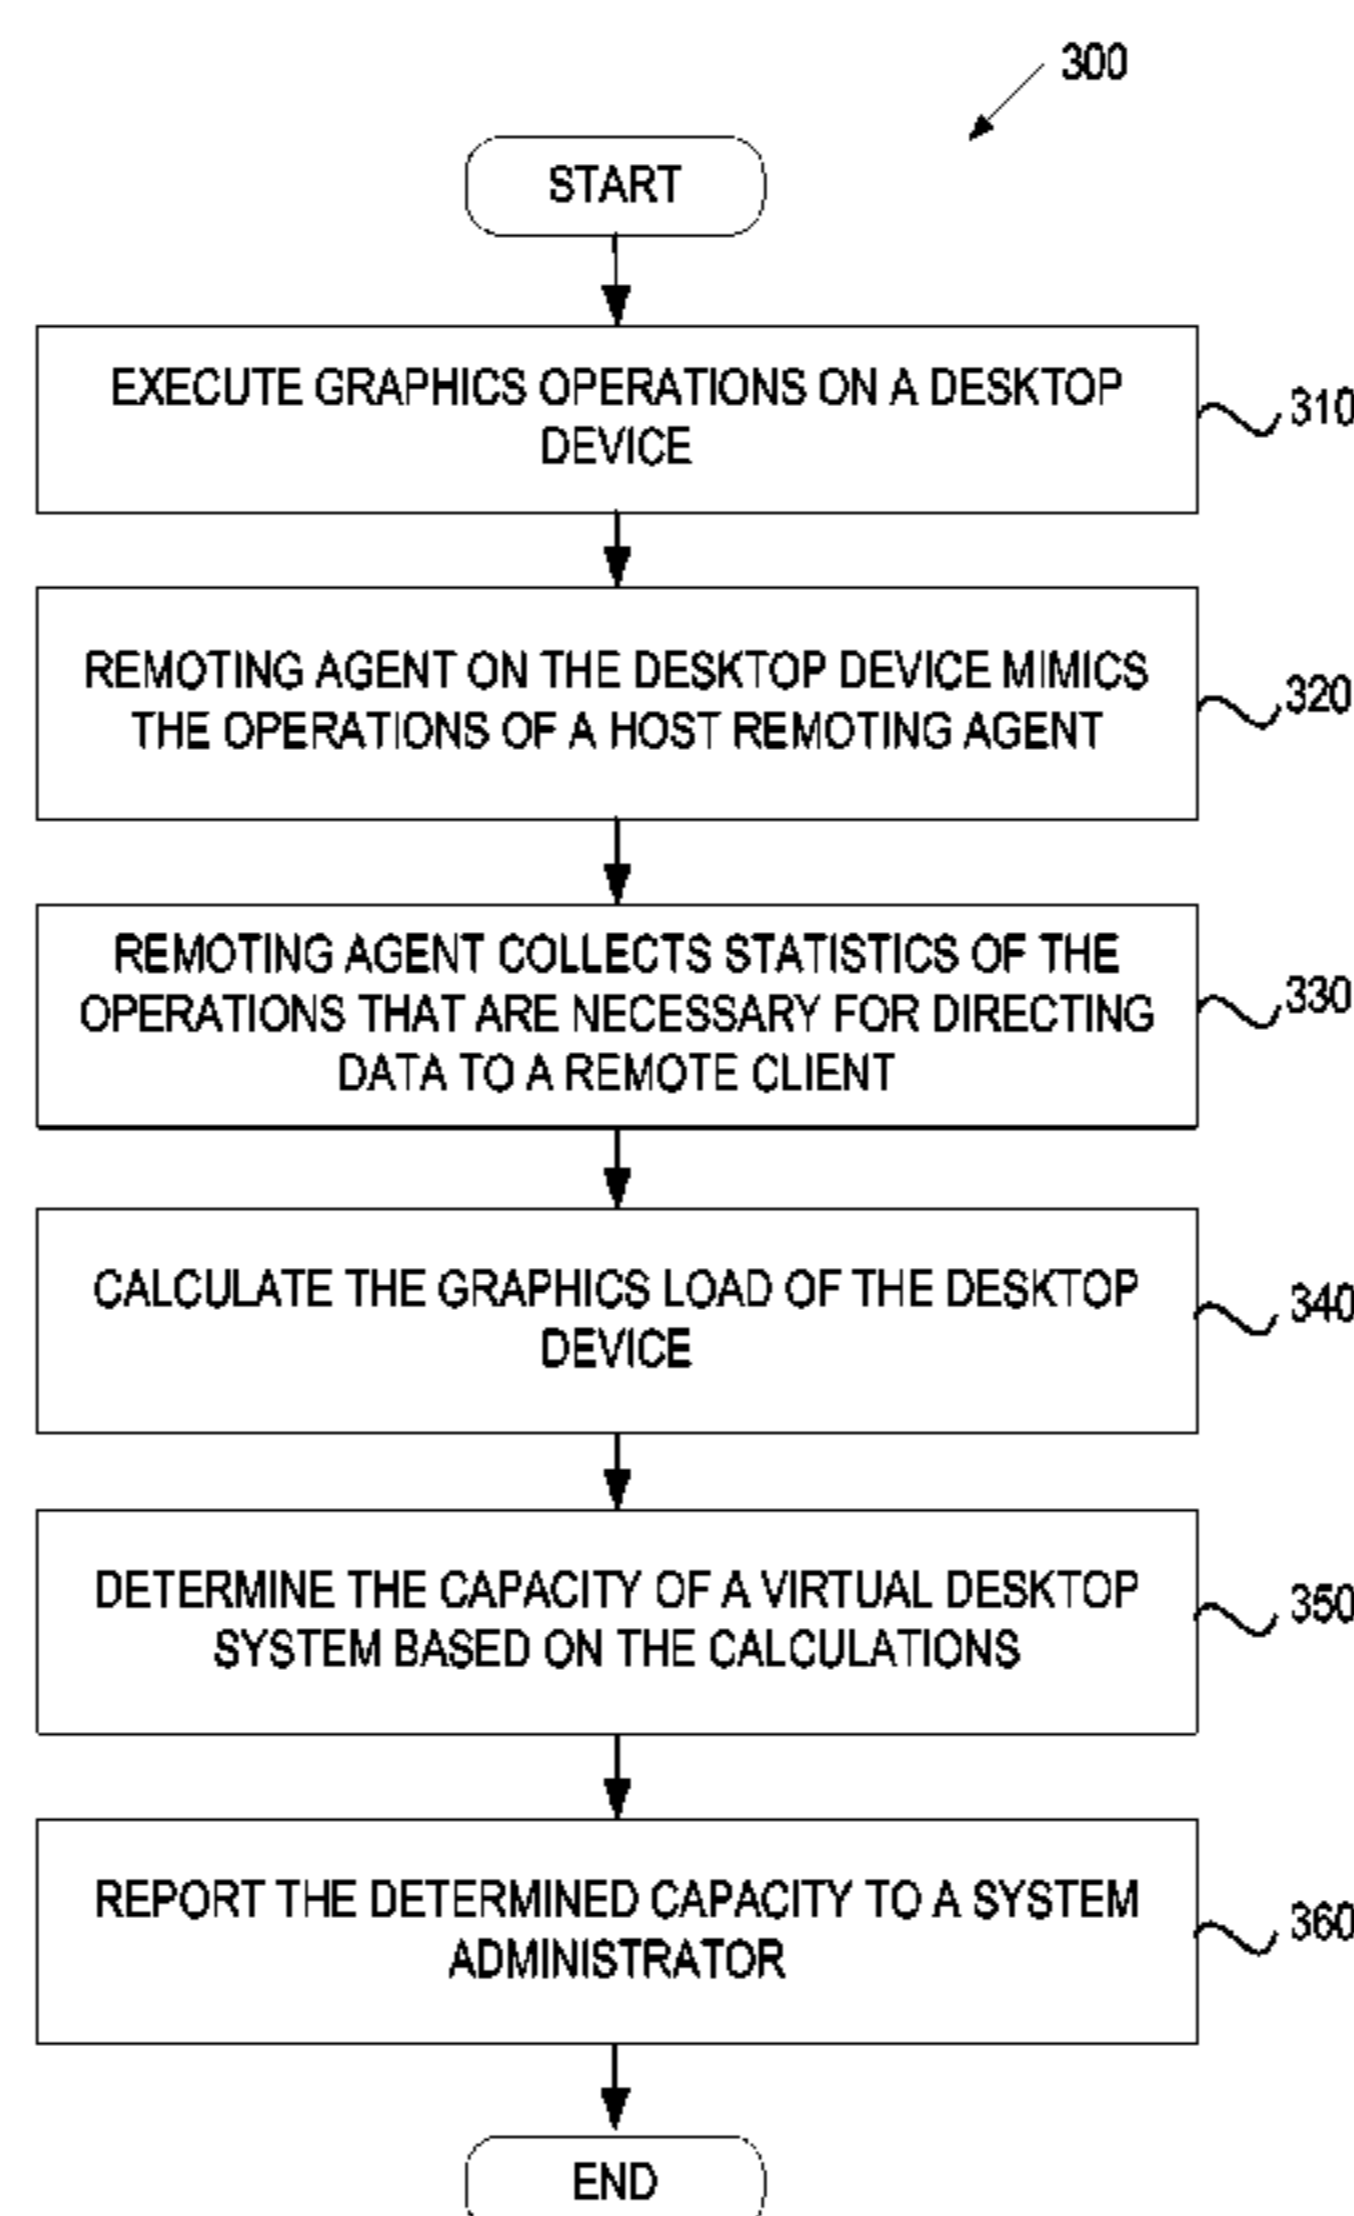 300
START
EXECUTE GRAPHICS OPERATIONS ON A DESKTOP
DEVICE
310
REMOTING AGENT ON THE DESKTOP DEVICE MIMICS
THE OPERATIONS OF A HOST REMOTING AGENT
320
REMOTING AGENT COLLECTS STATISTICS OF THE
OPERATIONS THAT ARE NECESSARY FOR DIRECTING
DATA TO A REMOTE CLIENT
330
CALCULATE THE GRAPHICS LOAD OF THE DESKTOP
DEVICE
340
DETERMINE THE CAPACITY OF A VIRTUAL DESKTOP
SYSTEM BASED ON THE CALCULATIONS
350
REPORT THE DETERMINED CAPACITY TO A SYSTEM
ADMINISTRATOR
360
END